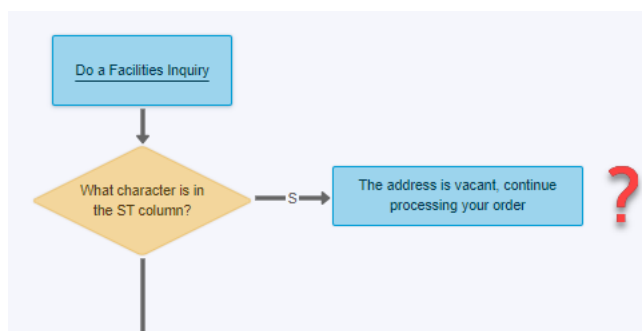 Do a Facilities Inquiry
What character is in
the ST column?
S
The address is vacant, continue
processing your order
?